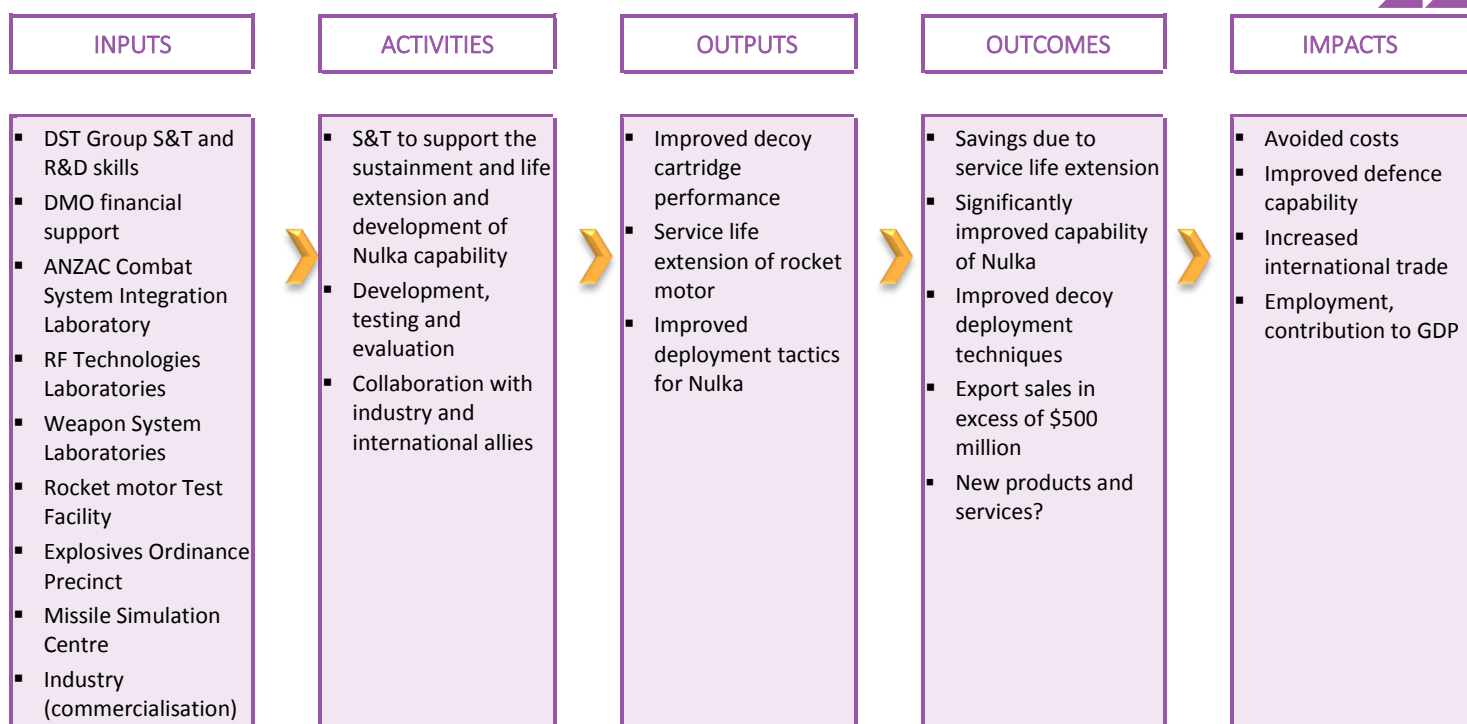 INPUTS
DST Group S&T and
R&D skills
DMO financial
support
ANZAC Combat
System Integration
Laboratory
RF Technologies
Laboratories
Weapon System
Laboratories
Rocket motor Test
Facility
Explosives Ordinance
Precinct
Missile Simulation
Centre
Industry
(commercialisation)
ACTIVITIES
S&T to support the
sustainment and life
extension and
development of
Nulka capability
Development,
testing and
evaluation
Collaboration with
industry and
international allies
OUTPUTS
Improved decoy
cartridge
performance
Service life
extension of rocket
motor
Improved
deployment tactics
for Nulka
OUTCOMES
Savings due to
service life extension
Significantly
improved capability
of Nulka
Improved decoy
deployment
techniques
Export sales in
excess of $500
million
New products and
services?
IMPACTS
Avoided costs
Improved defence
capability
Increased
international trade
Employment,
contribution to GDP